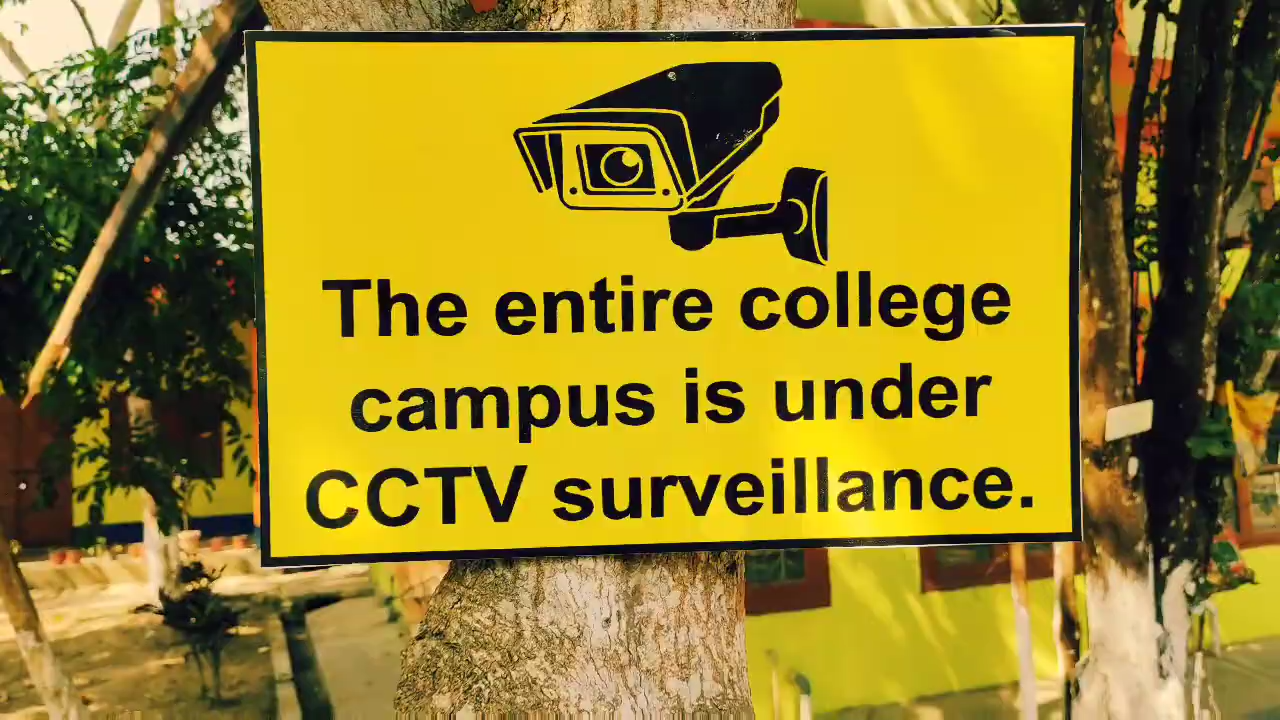 The entire college
campus is under
CCTV surveillance.